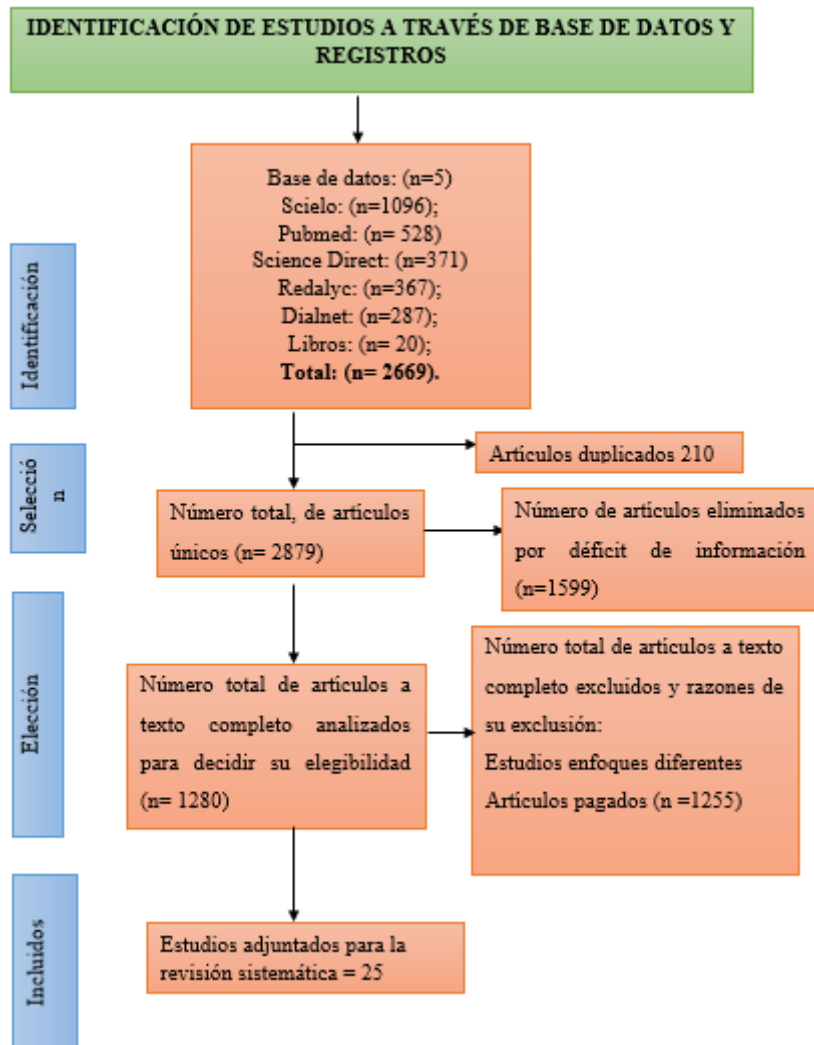 IDENTIFICACIÓN DE ESTUDIOS A TRAVÉS DE BASE DE DATOS Y
REGISTROS
Identificación
Base de datos: (n=5)
Scielo: (n=1096);
Pubmed: (n= 528)
Science Direct: (n=371)
Redalyc: (n=367);
Dialnet: (n=287);
Libros: (n= 20);
Total: (n= 2669).
Artículos duplicados 210
Selecció
n
Número total, de artículos
únicos (n= 2879)
Número de artículos eliminados
por déficit de información
(n=1599)
Elección
Número total de artículos a
texto completo analizados
para decidir su elegibilidad
(n= 1280)
Número total de artículos a texto
completo excluidos y razones de
su exclusión:
Estudios enfoques diferentes
Artículos pagados (n =1255)
Incluidos
Estudios adjuntados para la
revisión sistemática = 25